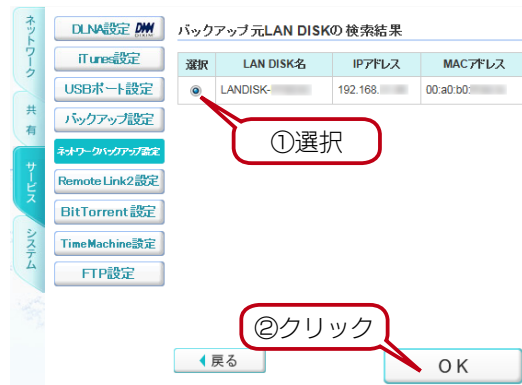 ネットワーク
共有
サービス
システム
DLNA設定 DiXiM
iTunes設定
USBポート設定
バックアップ設定
ネットワークバックアップ設定
Remote Link2設定
BitTorrent設定
TimeMachine設定
FTP設定
バックアップ元LAN DISKの検索結果
選択 LAN DISK名 IPアドレス MACアドレス
LANDISK- 192.168. 00:a0:b0:
①選択
②クリック
戻る
OK